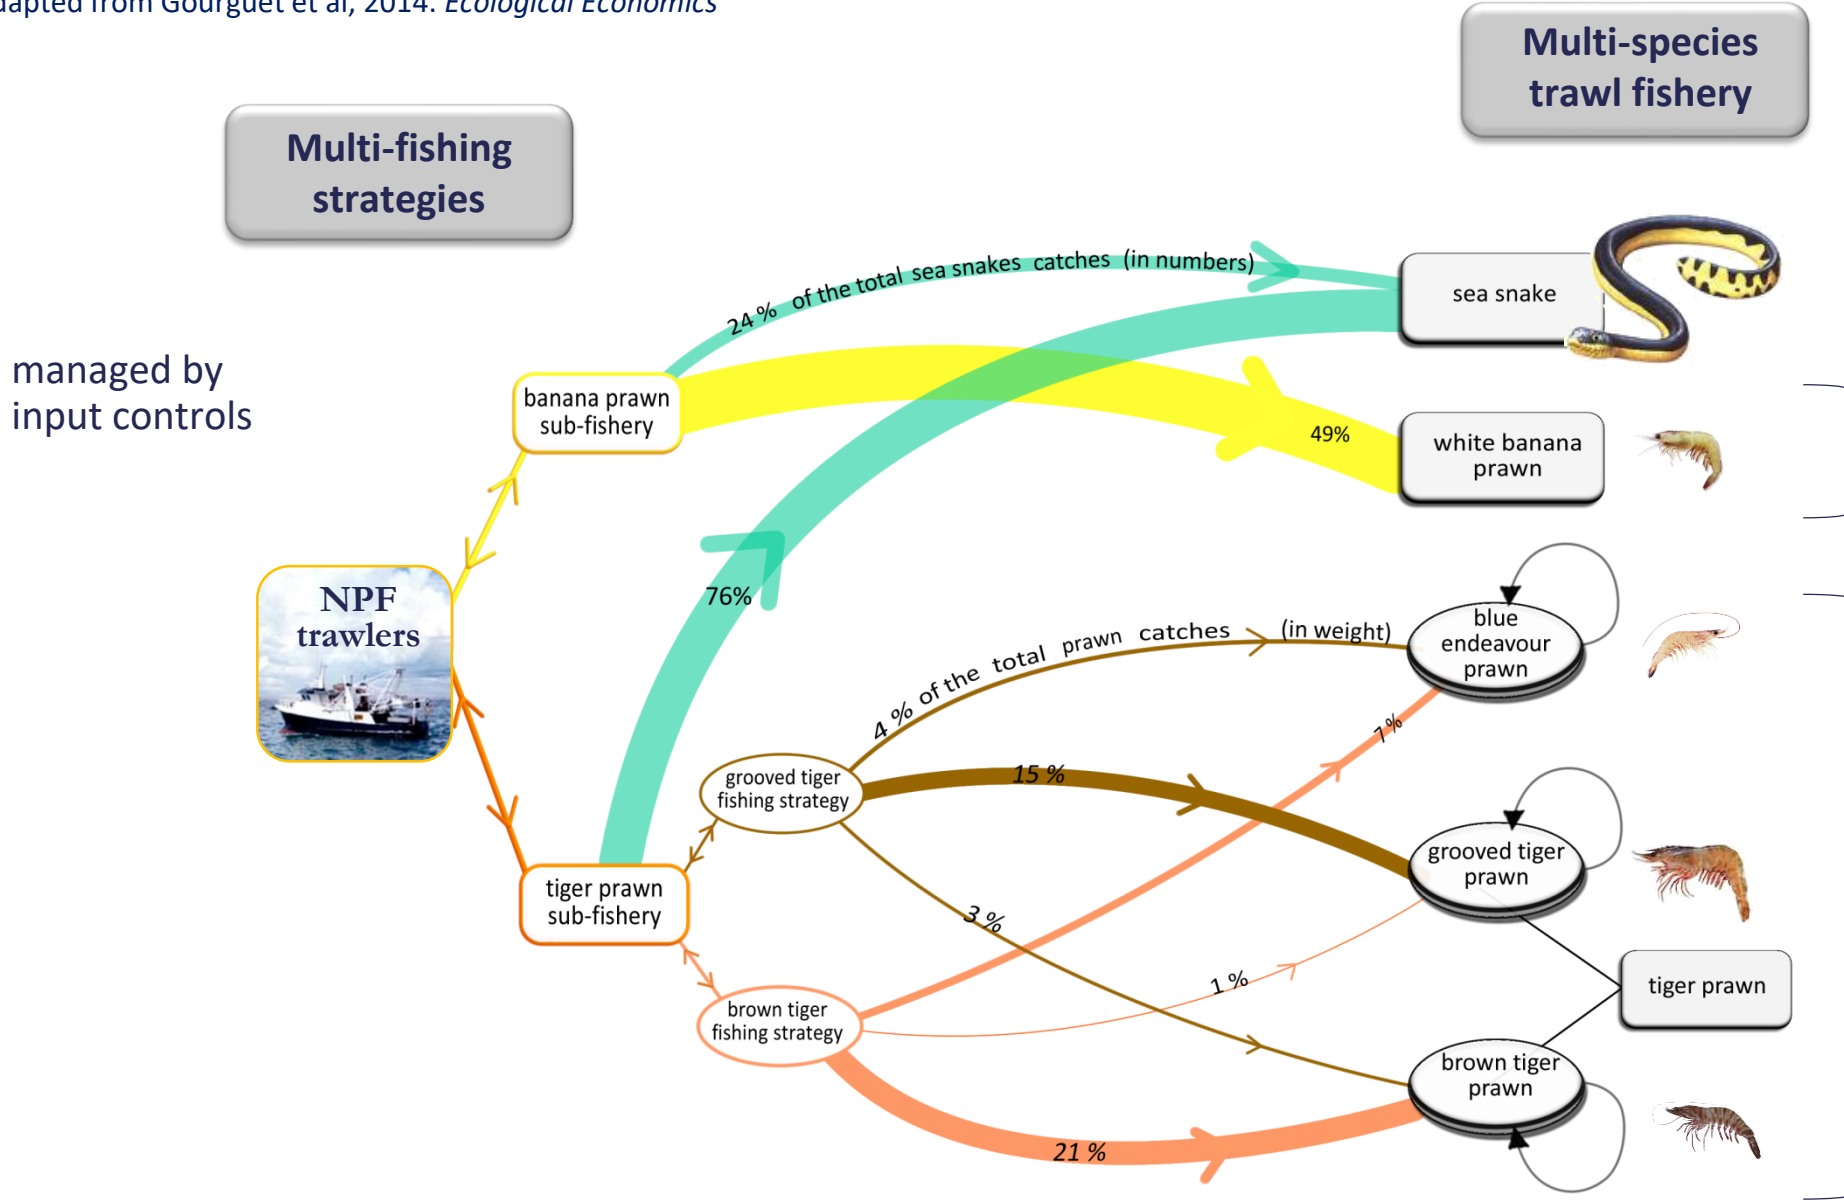 dapted from Gourguet et al, 2014. Ecological Economics
Multi-species
trawl fishery
Multi-fishing
strategies
24 % of the total sea snakes catches (in numbers)
sea snake
managed by
input controls
banana prawn
sub-fishery
49%
white banana
prawn
NPF
trawlers
76%
4 % of the total prawn catches (in weight)
blue
endeavour
prawn
7 %
grooved tiger
fishing strategy
15 %
grooved tiger
prawn
tiger prawn
sub-fishery
3 %
1 %
tiger prawn
brown tiger
fishing strategy
brown tiger
prawn
21 %